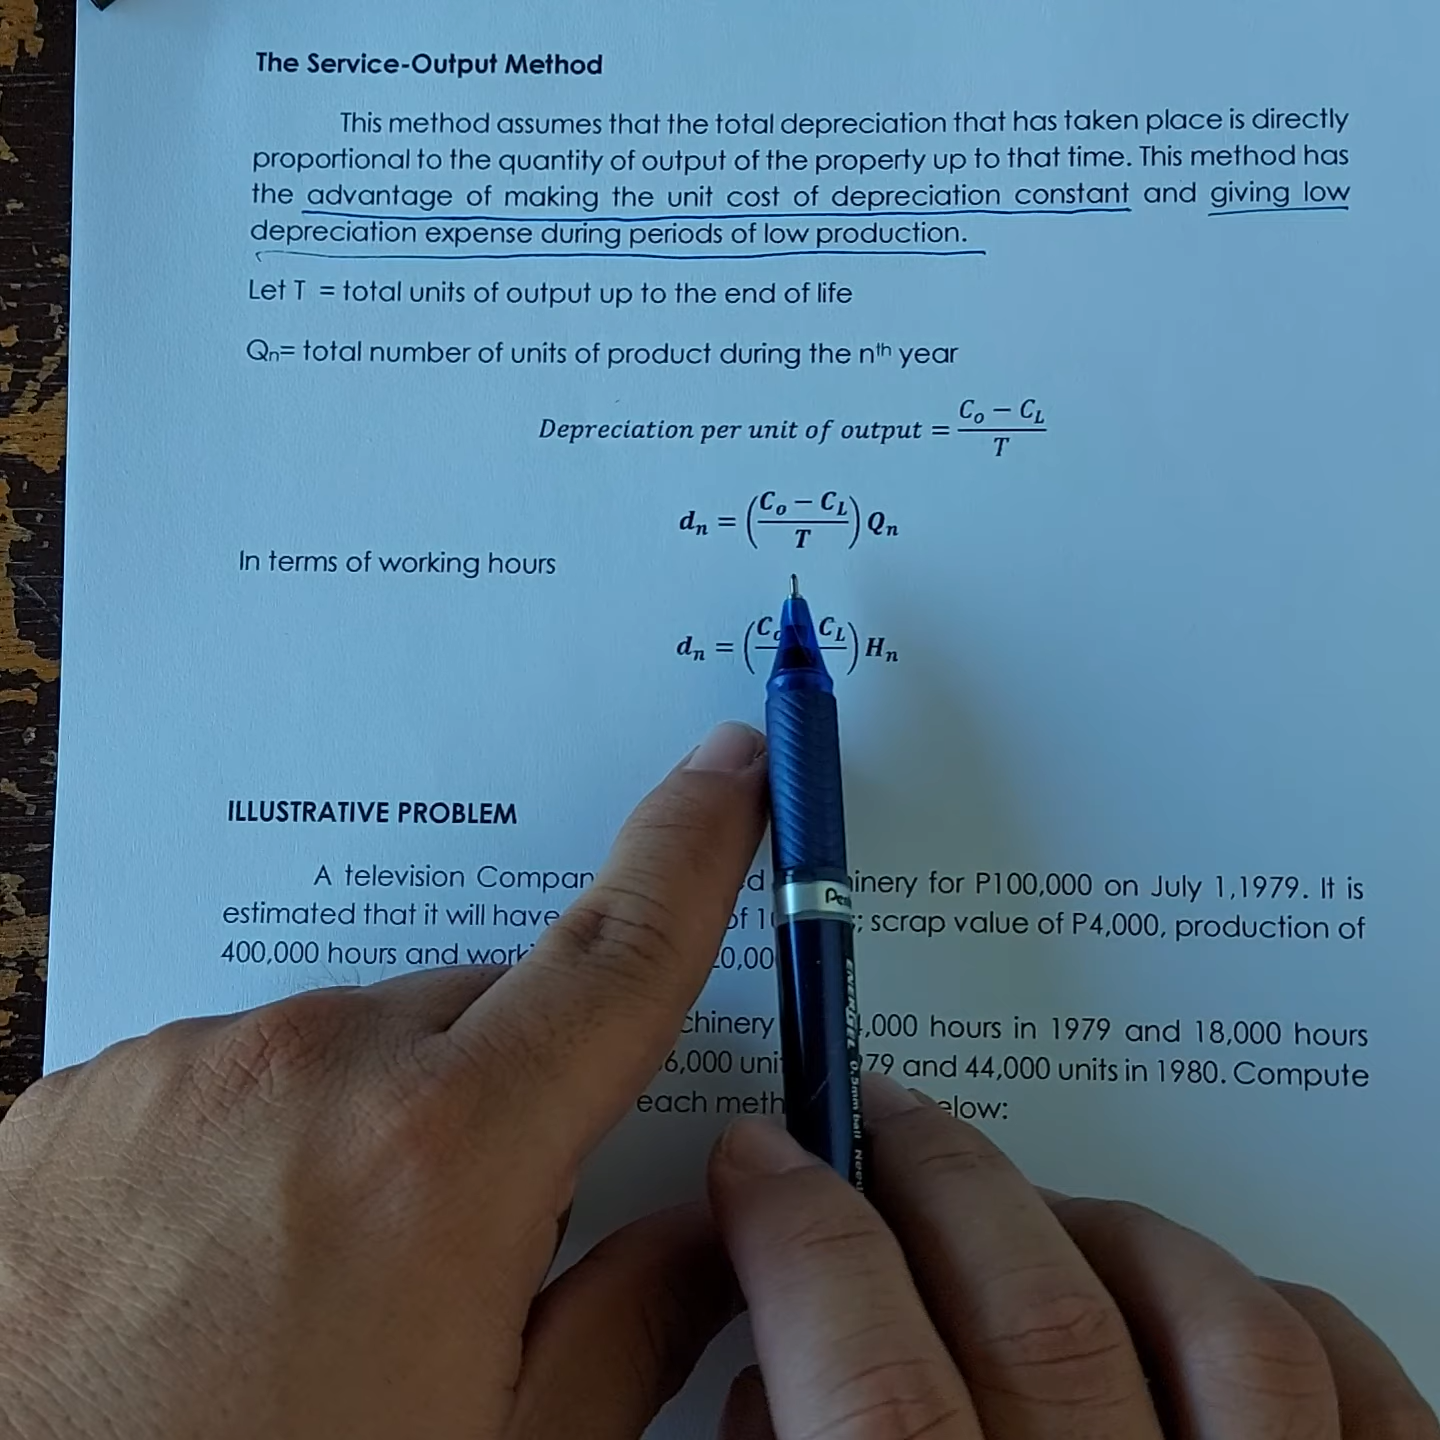 The Service-Output Method
This method assumes that the total depreciation that has taken place is directly
proportional to the quantity of output of the property up to that time. This method has
the advantage of making the unit cost of depreciation constant and giving low
depreciation expense during periods of low production.
Let T = total units of output up to the end of life
Qn= total number of units of product during the nth year
Depreciation per unit of output = (Co − CL) / T
dn = ((Co − CL) / T) Qn
In terms of working hours
dn = (C CL) Hn
ILLUSTRATIVE PROBLEM
A television for P100,000 on July 1,1979. It is
estimated that it will have scrap value of P4,000, production of
400,000 hours and
,000 hours in 1979 and 18,000 hours
and 44,000 units in 1980. Compute
each